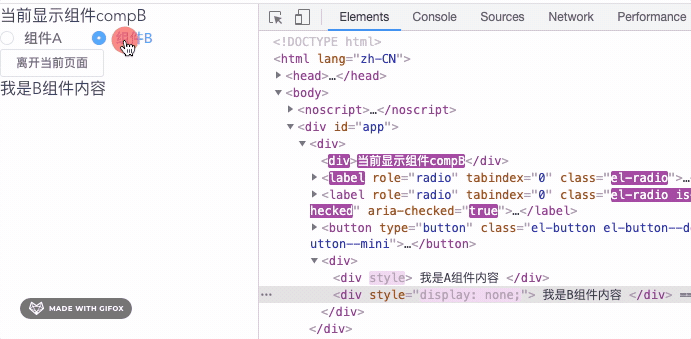 当前显示组件compB
组件A 组件B
离开当前页面
我是B组件内容
MADE WITH GIFOX
Elements Console Sources Network Performance
<!DOCTYPE html>
<html lang="zh-CN">
<head>…</head>
<body>
<noscript>…</noscript>
<div id="app">
<div>
<div>当前显示组件compB</div>
<label role="radio" tabindex="0" class="el-radio">…
<label role="radio" tabindex="0" class="el-radio is
hecked" aria-checked="true">…</label>
<button type="button" class="el-button el-button--de
utton--mini">…</button>
<div>
<div style> 我是A组件内容 </div>
<div style="display: none;"> 我是B组件内容 </div> ==
</div>
</div>